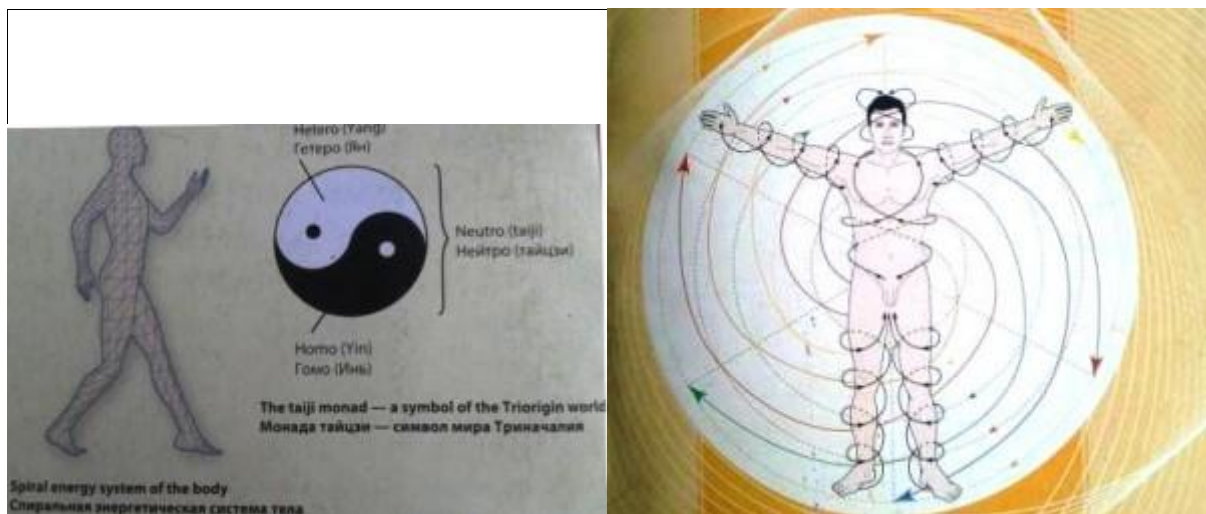 Hetero (Yang)
Гетеро (Ян)
Neutro (taiji)
Нейтро (тайцзи)
Homo (Yin)
Гомо (Инь)
The taiji monad — a symbol of the Triorigin world
Монада тайцзи — символ мира Триначалия
Spiral energy system of the body
Спиральная энергетическая система тела